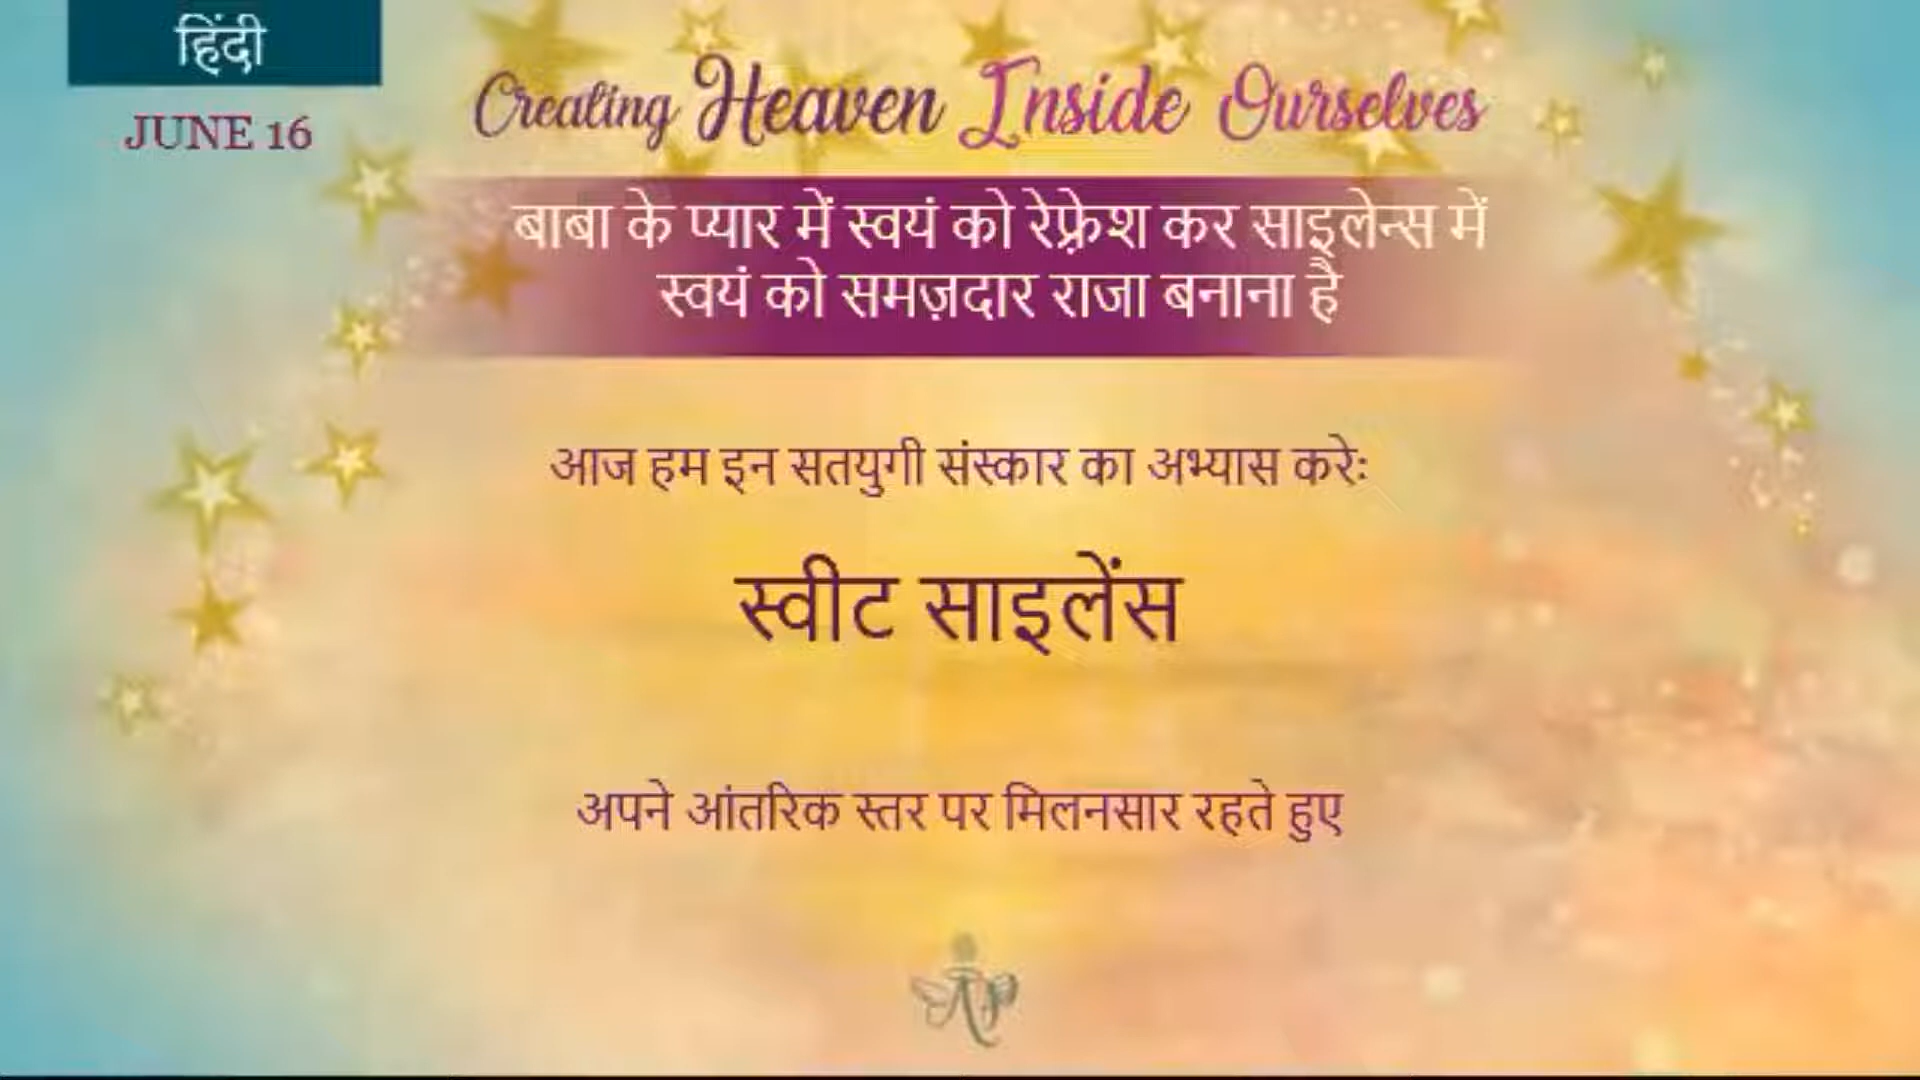 हिंदी
JUNE 16
Creating Heaven Inside Ourselves
बाबा के प्यार में स्वयं को रेफ़्रेश कर साइलेन्स में
स्वयं को समज़दार राजा बनाना है
आज हम इन सतयुगी संस्कार का अभ्यास करेः
स्वीट साइलेंस
अपने आंतरिक स्तर पर मिलनसार रहते हुए